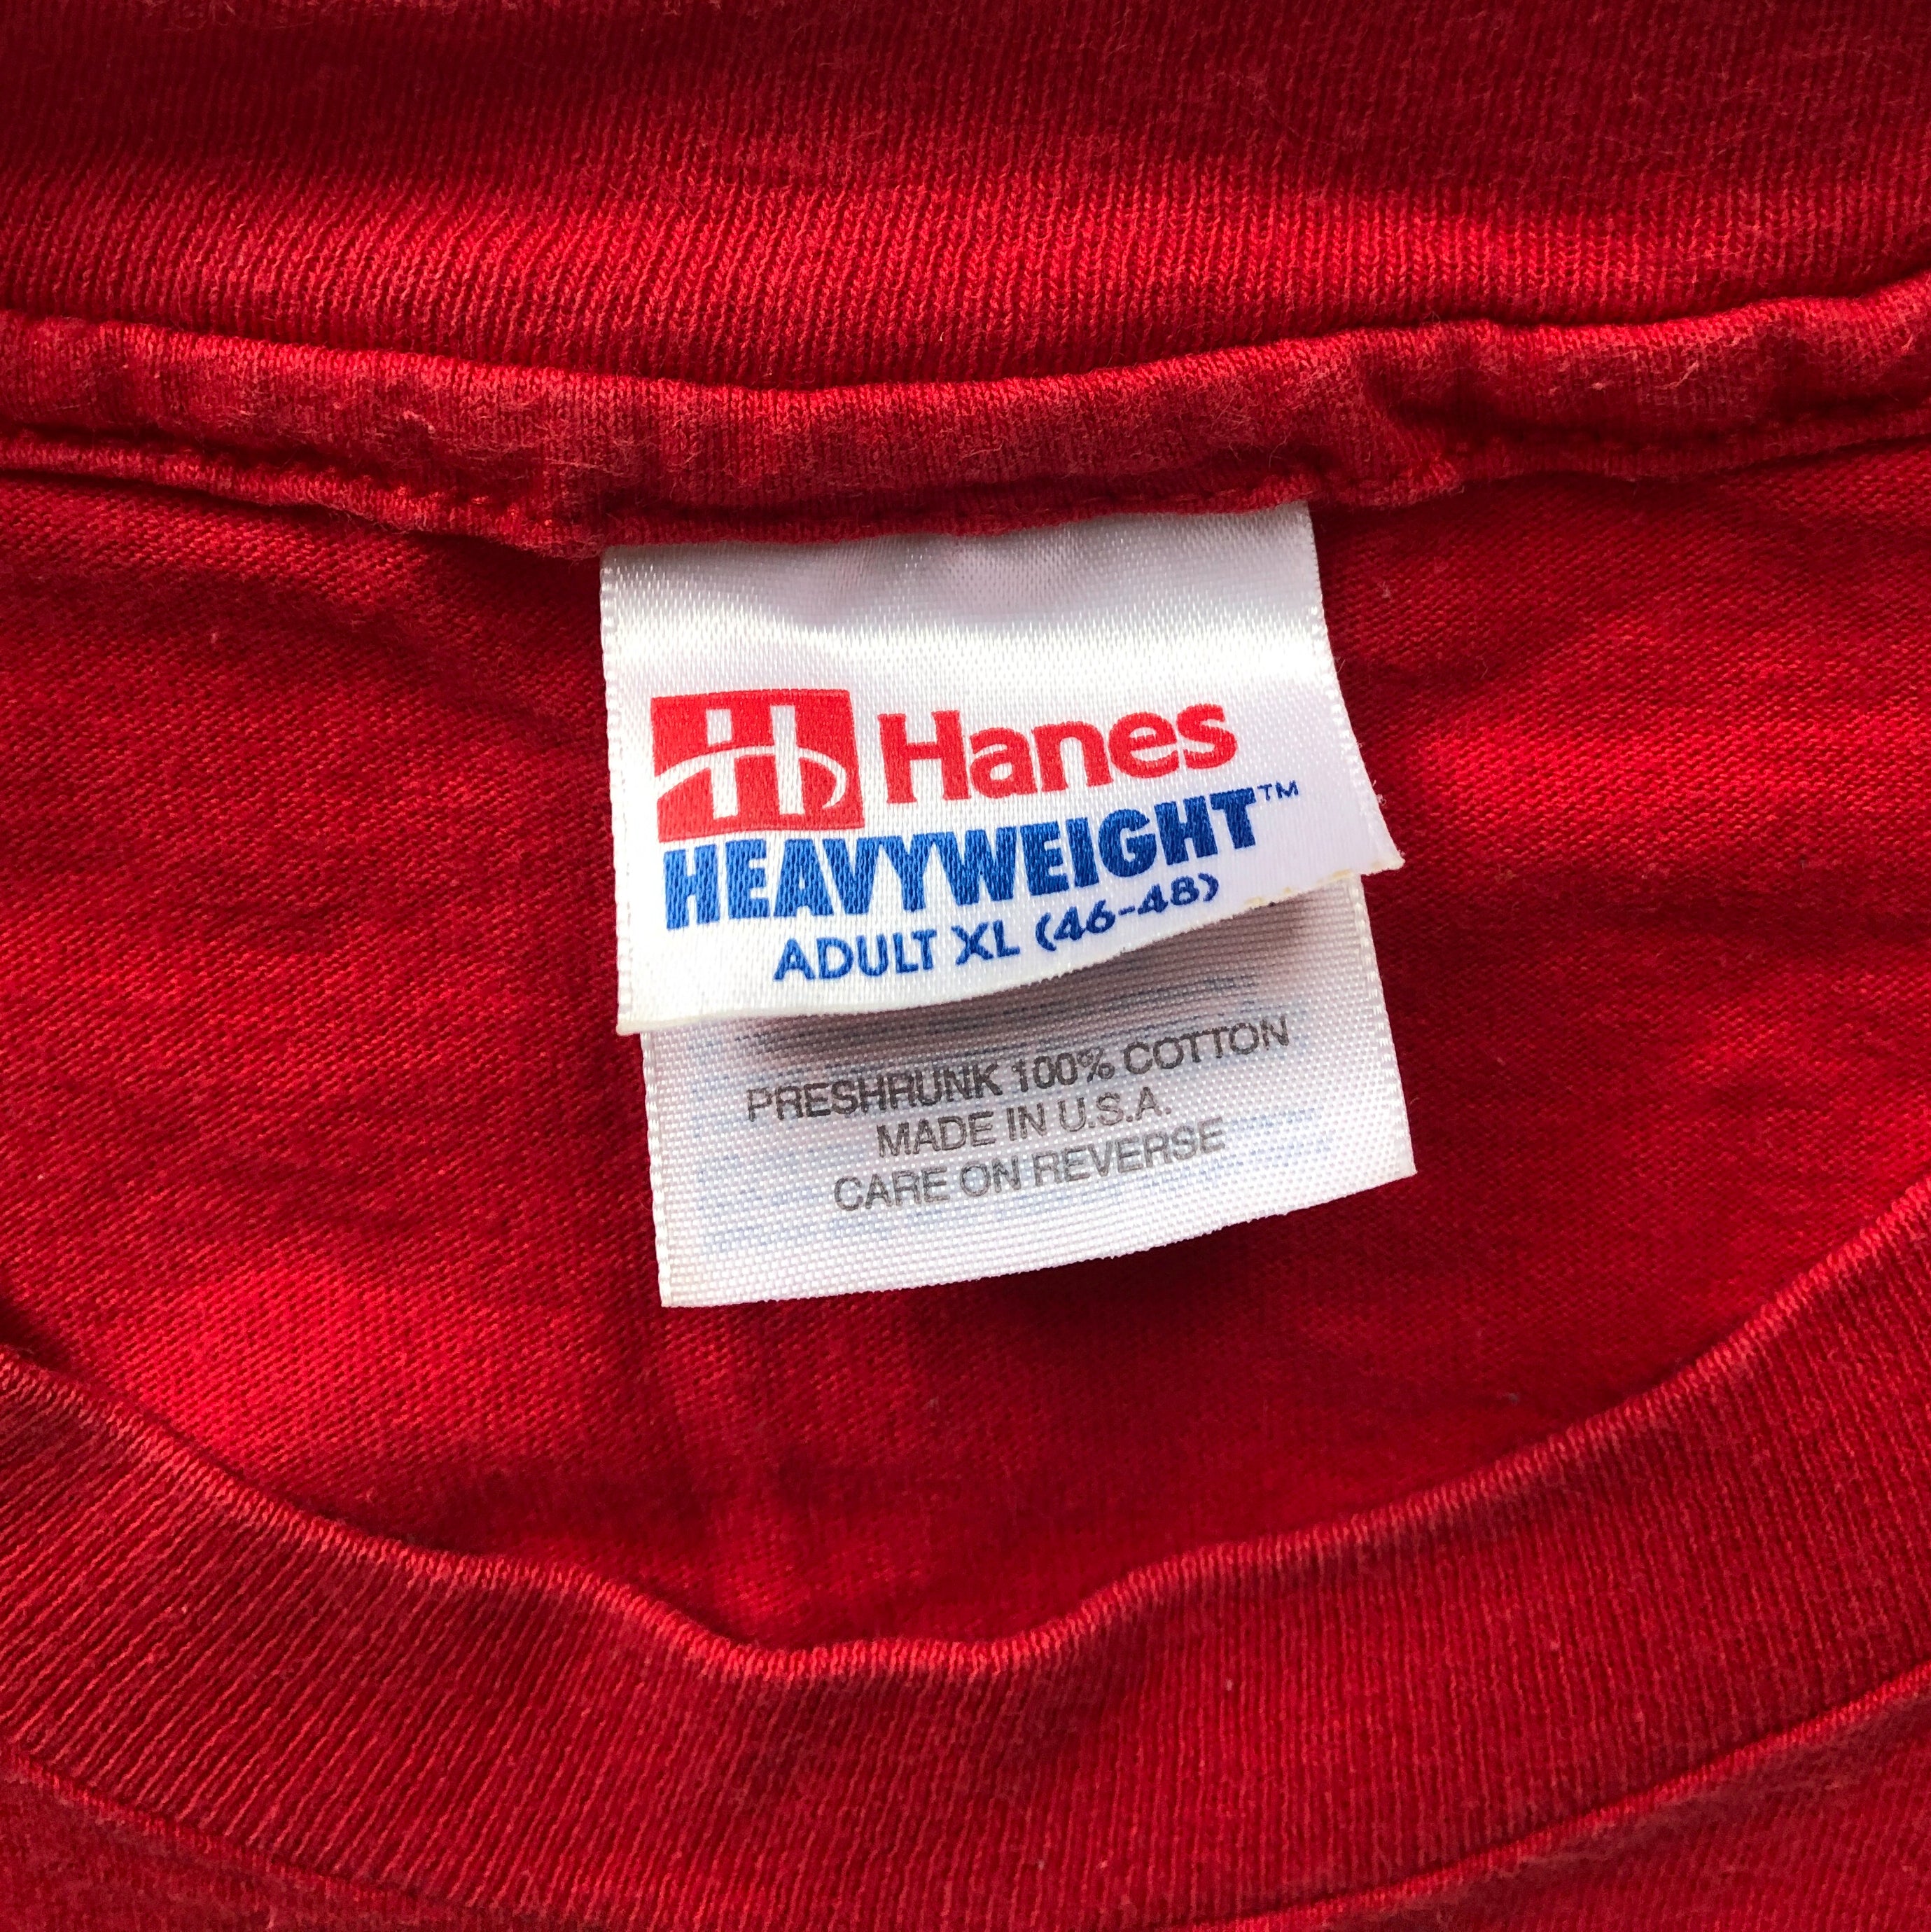 Hanes
HEAVYWEIGHT™
ADULT XL (46-48)
PRESHRUNK 100% COTTON
MADE IN U.S.A.
CARE ON REVERSE